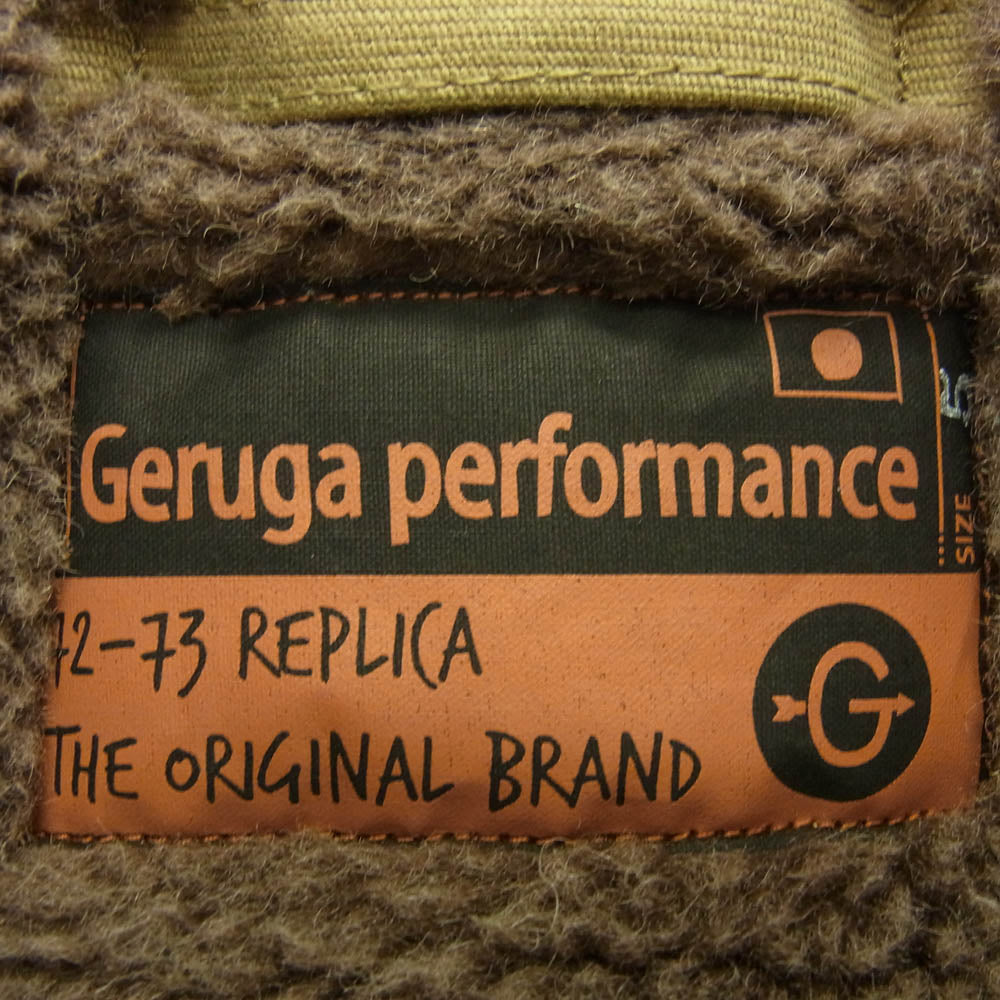 Geruga performance
SIZE
72-73 REPLICA
THE ORIGINAL BRAND
G